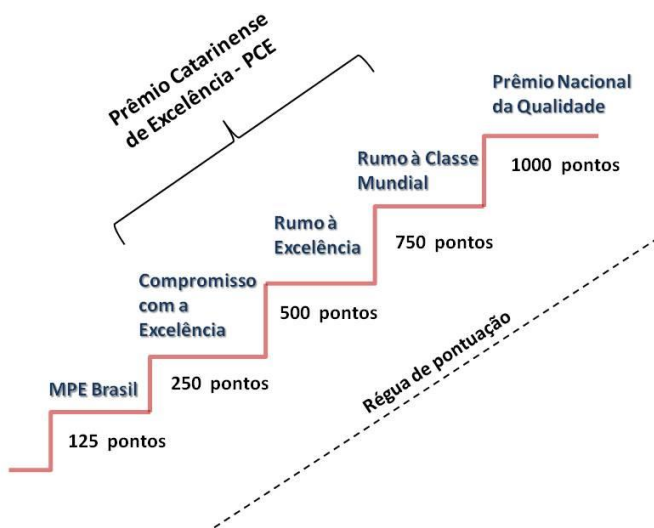 Prêmio Catarinense
de Excelência - PCE
Prêmio Nacional
da Qualidade
1000 pontos
Rumo à Classe
Mundial
750 pontos
Rumo à
Excelência
500 pontos
Compromisso
com a
Excelência
250 pontos
MPE Brasil
125 pontos
Régua de pontuação